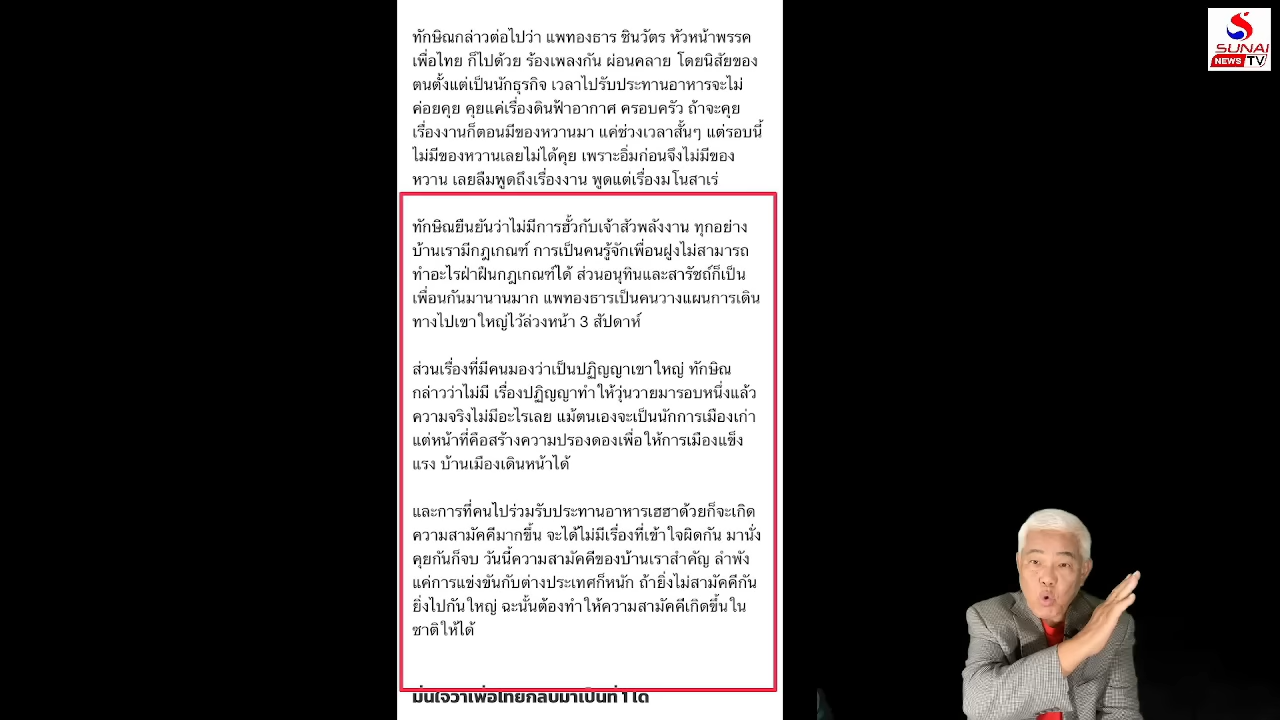 ทักษิณกล่าวต่อไปว่า แพทองธาร ชินวัตร หัวหน้าพรรค
เพื่อไทย ก็ไปด้วย ร้องเพลงกัน ผ่อนคลาย โดยนิสัยของ
ตนตั้งแต่เป็นนักธุรกิจ เวลาไปรับประทานอาหารจะไม่
ค่อยคุย คุยแค่เรื่องดินฟ้าอากาศ ครอบครัว ถ้าจะคุย
เรื่องงานก็ตอนมีของหวานมา แค่ช่วงเวลาสั้นๆ แต่รอบนี้
ไม่มีของหวานเลยไม่ได้คุย เพราะอิ่มก่อนจึงไม่มีของ
หวาน เลยลืมพูดถึงเรื่องงาน พูดแต่เรื่องมโนสาเร่
ทักษิณยืนยันว่าไม่มีการฮั้วกับเจ้าสัวพลังงาน ทุกอย่าง
บ้านเรามีกฎเกณฑ์ การเป็นคนรู้จักเพื่อนฝูงไม่สามารถ
ทำอะไรฝ่าฝืนกฎเกณฑ์ได้ ส่วนอนุทินและสารัชถ์ก็เป็น
เพื่อนกันมานานมาก แพทองธารเป็นคนวางแผนการเดิน
ทางไปเขาใหญ่ไว้ล่วงหน้า 3 สัปดาห์
ส่วนเรื่องที่มีคนมองว่าเป็นปฏิญญาเขาใหญ่ ทักษิณ
กล่าวว่าไม่มี เรื่องปฏิญญาทำให้วุ่นวายมารอบหนึ่งแล้ว
ความจริงไม่มีอะไรเลย แม้ตนเองจะเป็นนักการเมืองเก่า
แต่หน้าที่คือสร้างความปรองดองเพื่อให้การเมืองแข็ง
แรง บ้านเมืองเดินหน้าได้
และการที่คนไปร่วมรับประทานอาหารเฮฮาด้วยก็จะเกิด
ความสามัคคีมากขึ้น จะได้ไม่มีเรื่องที่เข้าใจผิดกัน มานั่ง
คุยกันก็จบ วันนี้ความสามัคคีของบ้านเราสำคัญ ลำพัง
แค่การแข่งขันกับต่างประเทศก็หนัก ถ้ายิ่งไม่สามัคคีกัน
ยิ่งไปกันใหญ่ ฉะนั้นต้องทำให้ความสามัคคีเกิดขึ้นใน
ชาติให้ได้
มั่นใจว่าเพื่อไทยกลับมาเป็นที่ 1 ได้
SUNAI
NEWS TV